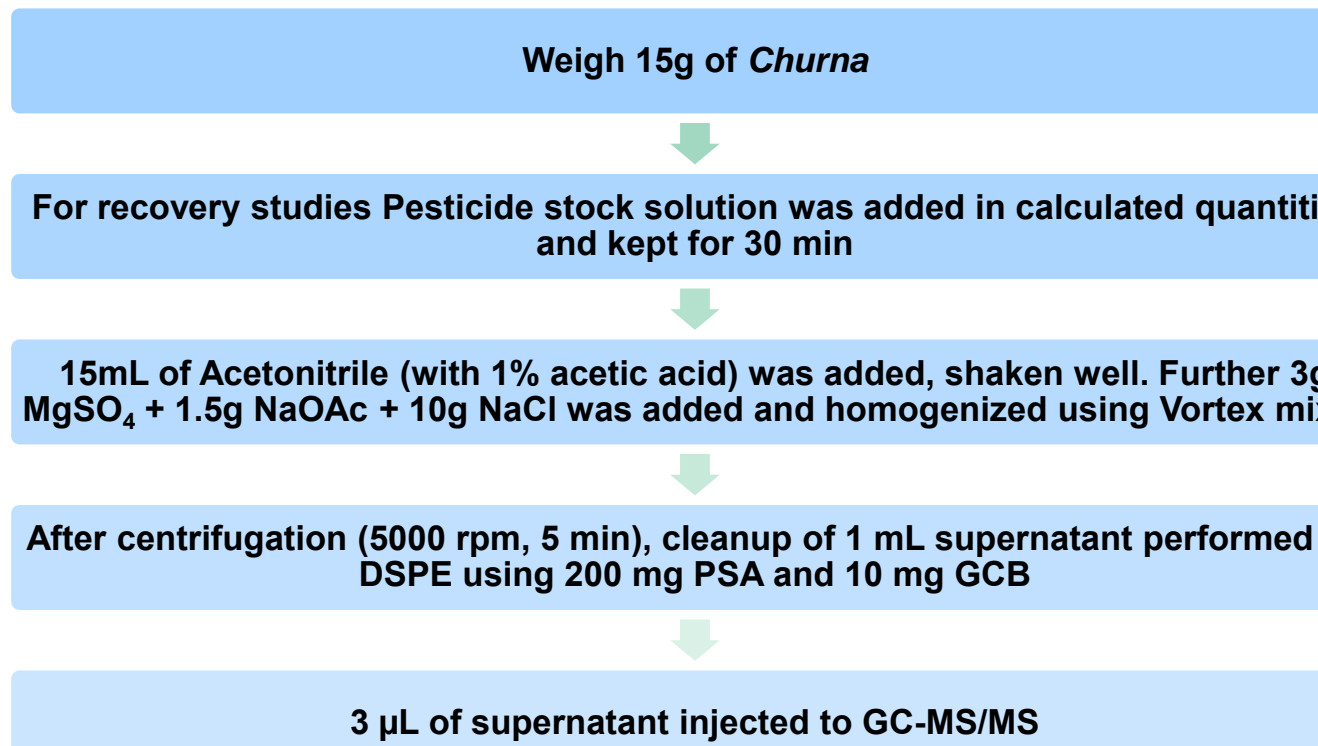 Weigh 15g of Churna
For recovery studies Pesticide stock solution was added in calculated quantiti
and kept for 30 min
15mL of Acetonitrile (with 1% acetic acid) was added, shaken well. Further 3g
MgSO₄ + 1.5g NaOAc + 10g NaCl was added and homogenized using Vortex mix
After centrifugation (5000 rpm, 5 min), cleanup of 1 mL supernatant performed
DSPE using 200 mg PSA and 10 mg GCB
3 µL of supernatant injected to GC-MS/MS